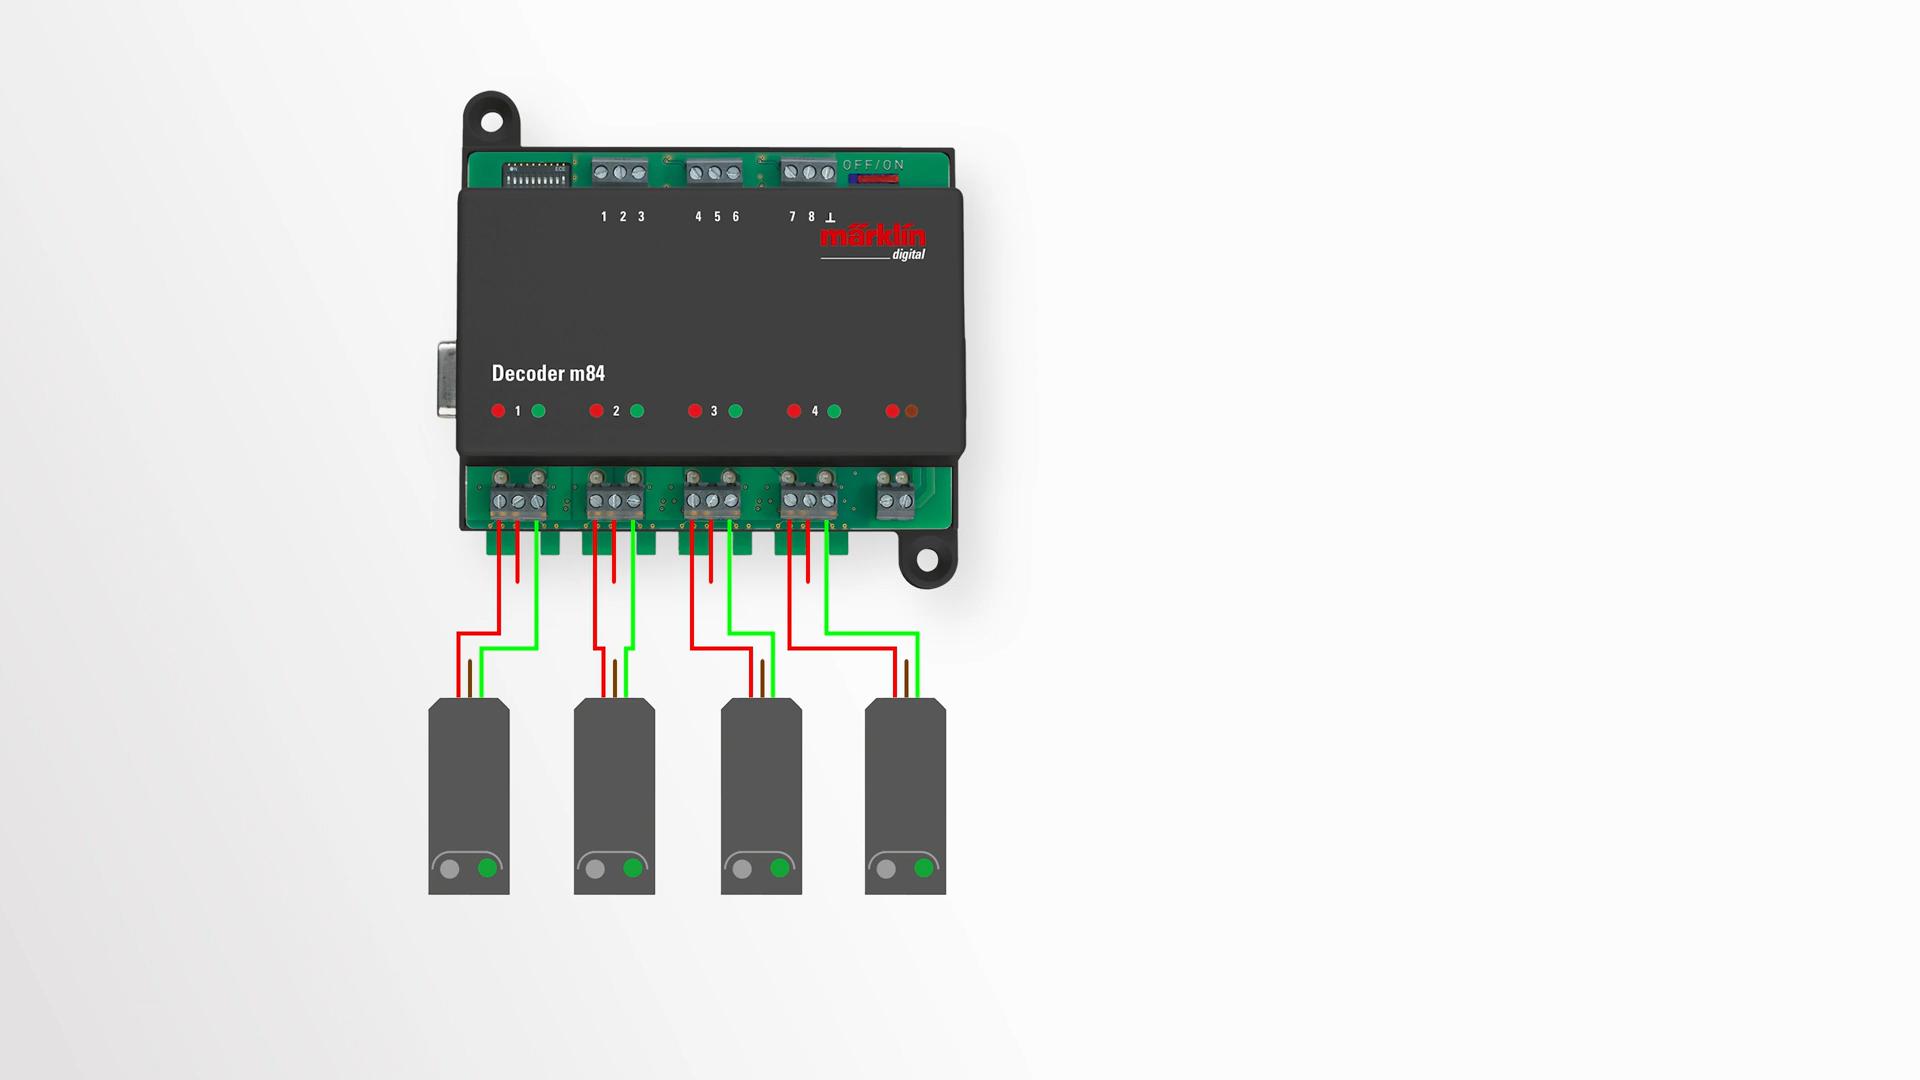 OFF/ON
1 2 3 4 5 6 7 8 ⊥
märklin
digital
Decoder m84
1 2 3 4